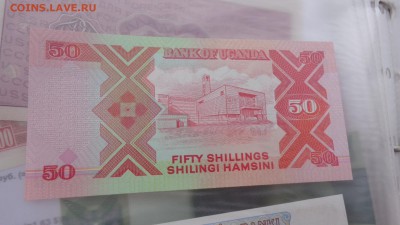 COINS.LAVE.RU
50 BANK OF UGANDA 50
50
FIFTY SHILLINGS
SHILINGI HAMSINI
50 50